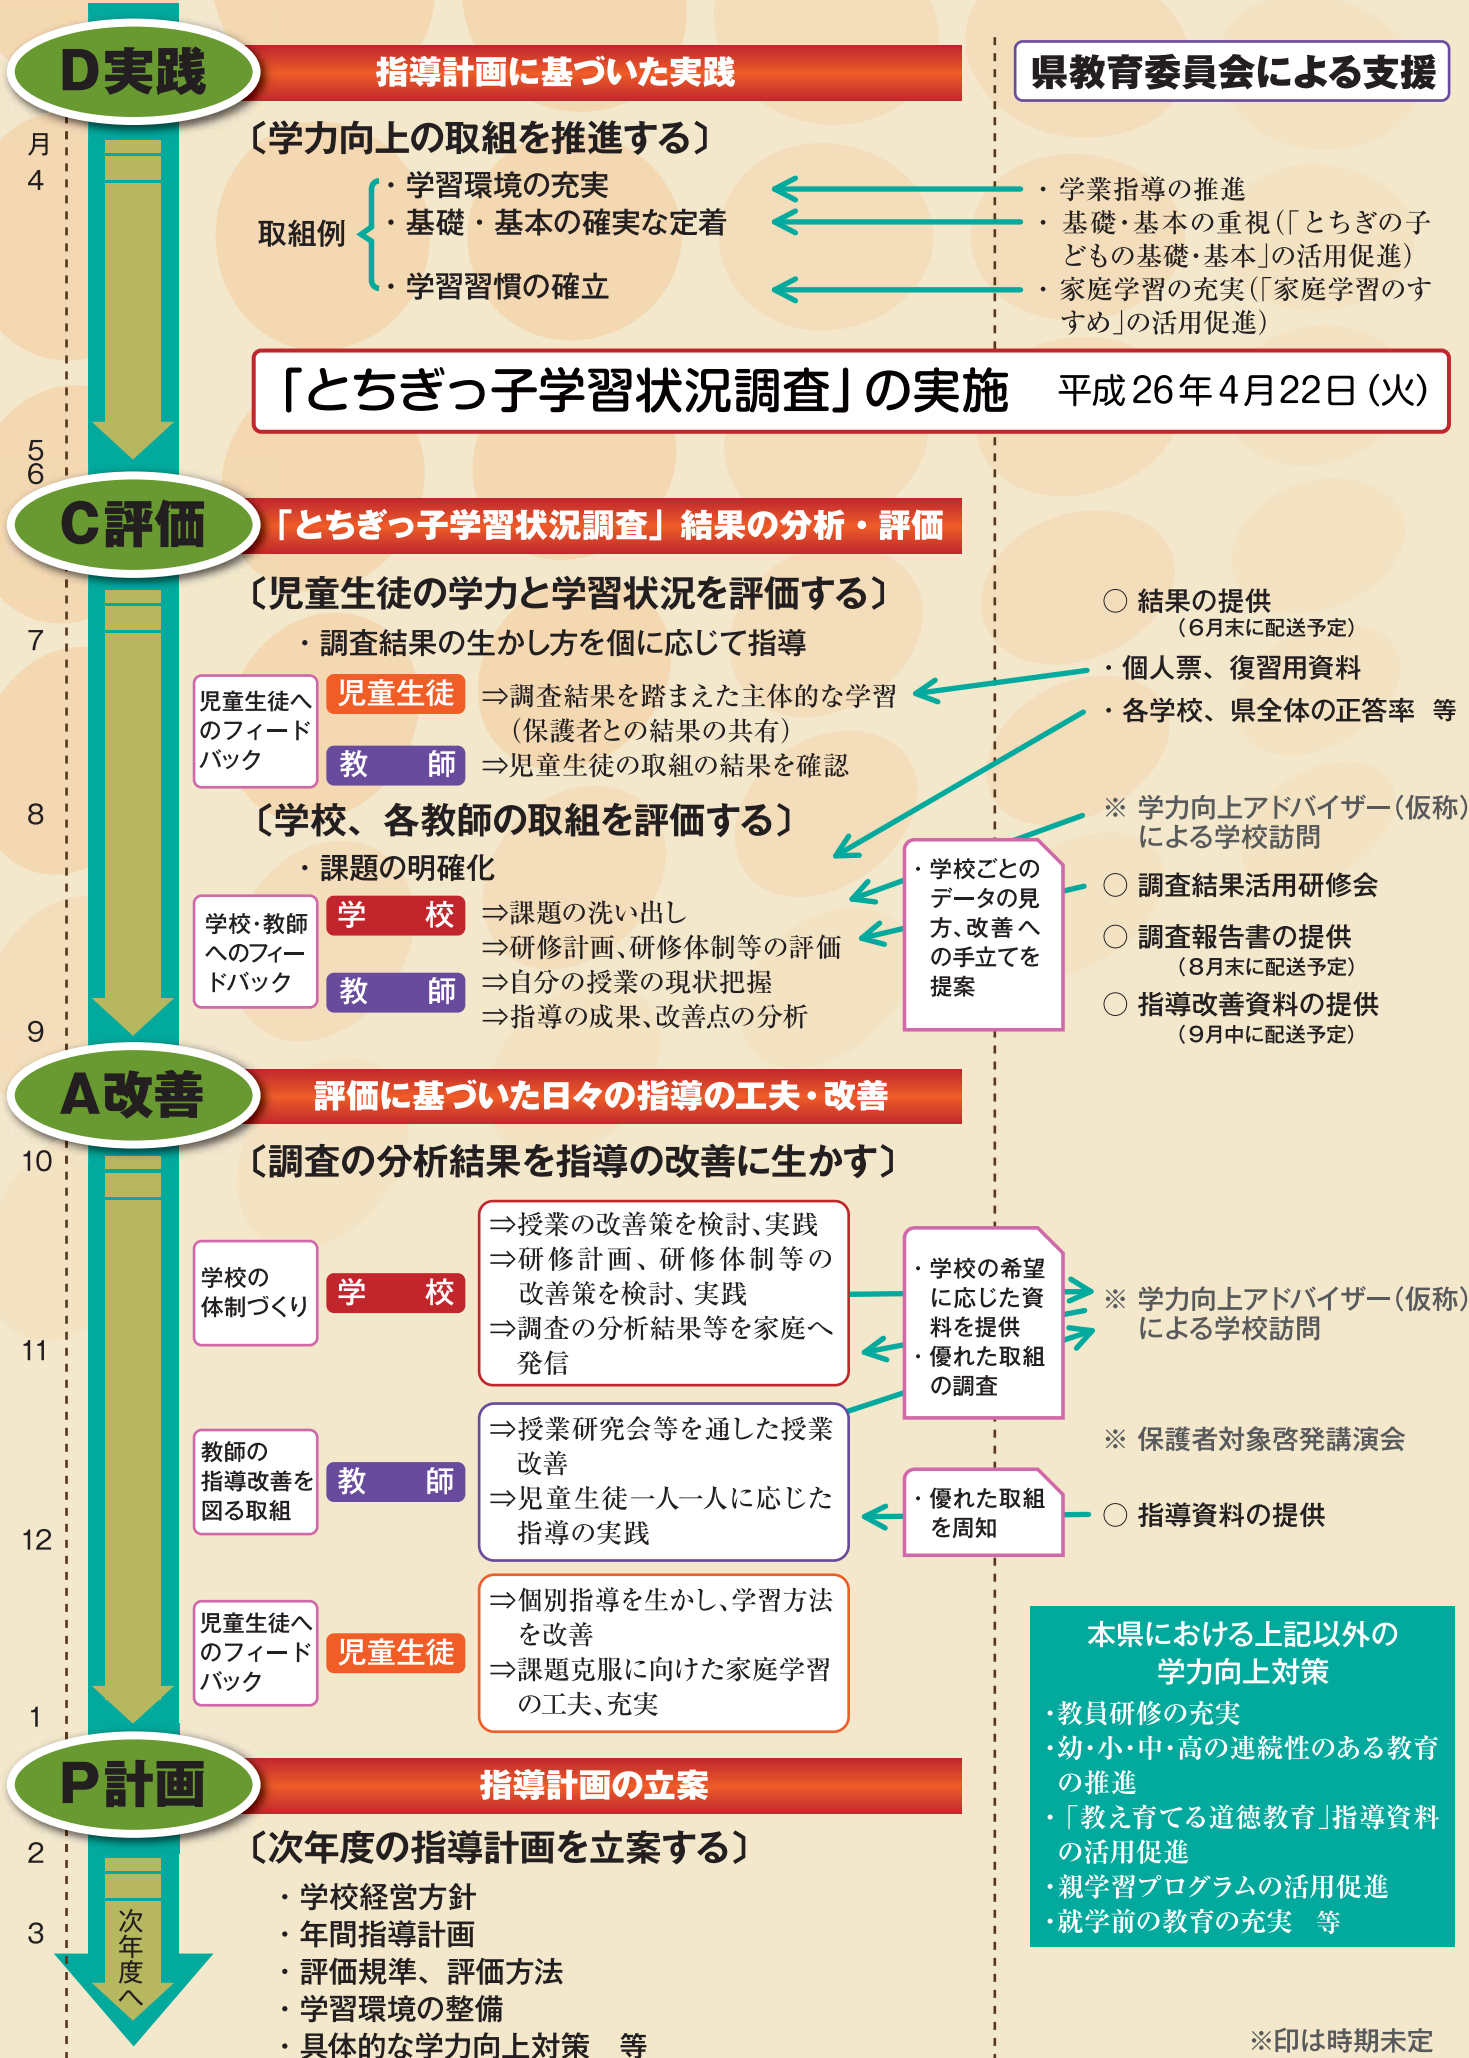 D実践
指導計画に基づいた実践
県教育委員会による支援
月
4
〔学力向上の取組を推進する〕
取組例
・学習環境の充実
・基礎・基本の確実な定着
・学習習慣の確立
・学業指導の推進
・基礎・基本の重視（「とちぎの子
どもの基礎・基本」の活用促進）
・家庭学習の充実（「家庭学習のす
すめ」の活用促進）
「とちぎっ子学習状況調査」の実施　平成26年4月22日（火）
5
6
C評価
「とちぎっ子学習状況調査」結果の分析・評価
〔児童生徒の学力と学習状況を評価する〕
7
・調査結果の生かし方を個に応じて指導
児童生徒へ
のフィード
バック
児童生徒
⇒調査結果を踏まえた主体的な学習
（保護者との結果の共有）
教　師
⇒児童生徒の取組の結果を確認
○ 結果の提供
（6月末に配送予定）
・個人票、復習用資料
・各学校、県全体の正答率 等
8
〔学校、各教師の取組を評価する〕
・課題の明確化
学校・教師
へのフィー
ドバック
学　校
⇒課題の洗い出し
⇒研修計画、研修体制等の評価
教　師
⇒自分の授業の現状把握
⇒指導の成果、改善点の分析
・学校ごとの
データの見
方、改善へ
の手立てを
提案
※ 学力向上アドバイザー（仮称）
による学校訪問
○ 調査結果活用研修会
○ 調査報告書の提供
（8月末に配送予定）
○ 指導改善資料の提供
（9月中に配送予定）
9
A改善
評価に基づいた日々の指導の工夫・改善
10
〔調査の分析結果を指導の改善に生かす〕
学校の
体制づくり
学　校
⇒授業の改善策を検討、実践
⇒研修計画、研修体制等の
改善策を検討、実践
⇒調査の分析結果等を家庭へ
発信
・学校の希望
に応じた資
料を提供
・優れた取組
の調査
※ 学力向上アドバイザー（仮称）
による学校訪問
11
教師の
指導改善を
図る取組
教　師
⇒授業研究会等を通した授業
改善
⇒児童生徒一人一人に応じた
指導の実践
※ 保護者対象啓発講演会
・優れた取組
を周知
○ 指導資料の提供
12
児童生徒へ
のフィード
バック
児童生徒
⇒個別指導を生かし、学習方法
を改善
⇒課題克服に向けた家庭学習
の工夫、充実
1
P計画
指導計画の立案
2
〔次年度の指導計画を立案する〕
・学校経営方針
・年間指導計画
・評価規準、評価方法
・学習環境の整備
・具体的な学力向上対策　等
3
次年度へ
本県における上記以外の
学力向上対策
・教員研修の充実
・幼・小・中・高の連続性のある教育
の推進
・「教え育てる道徳教育」指導資料
の活用促進
・親学習プログラムの活用促進
・就学前の教育の充実　等
※印は時期未定